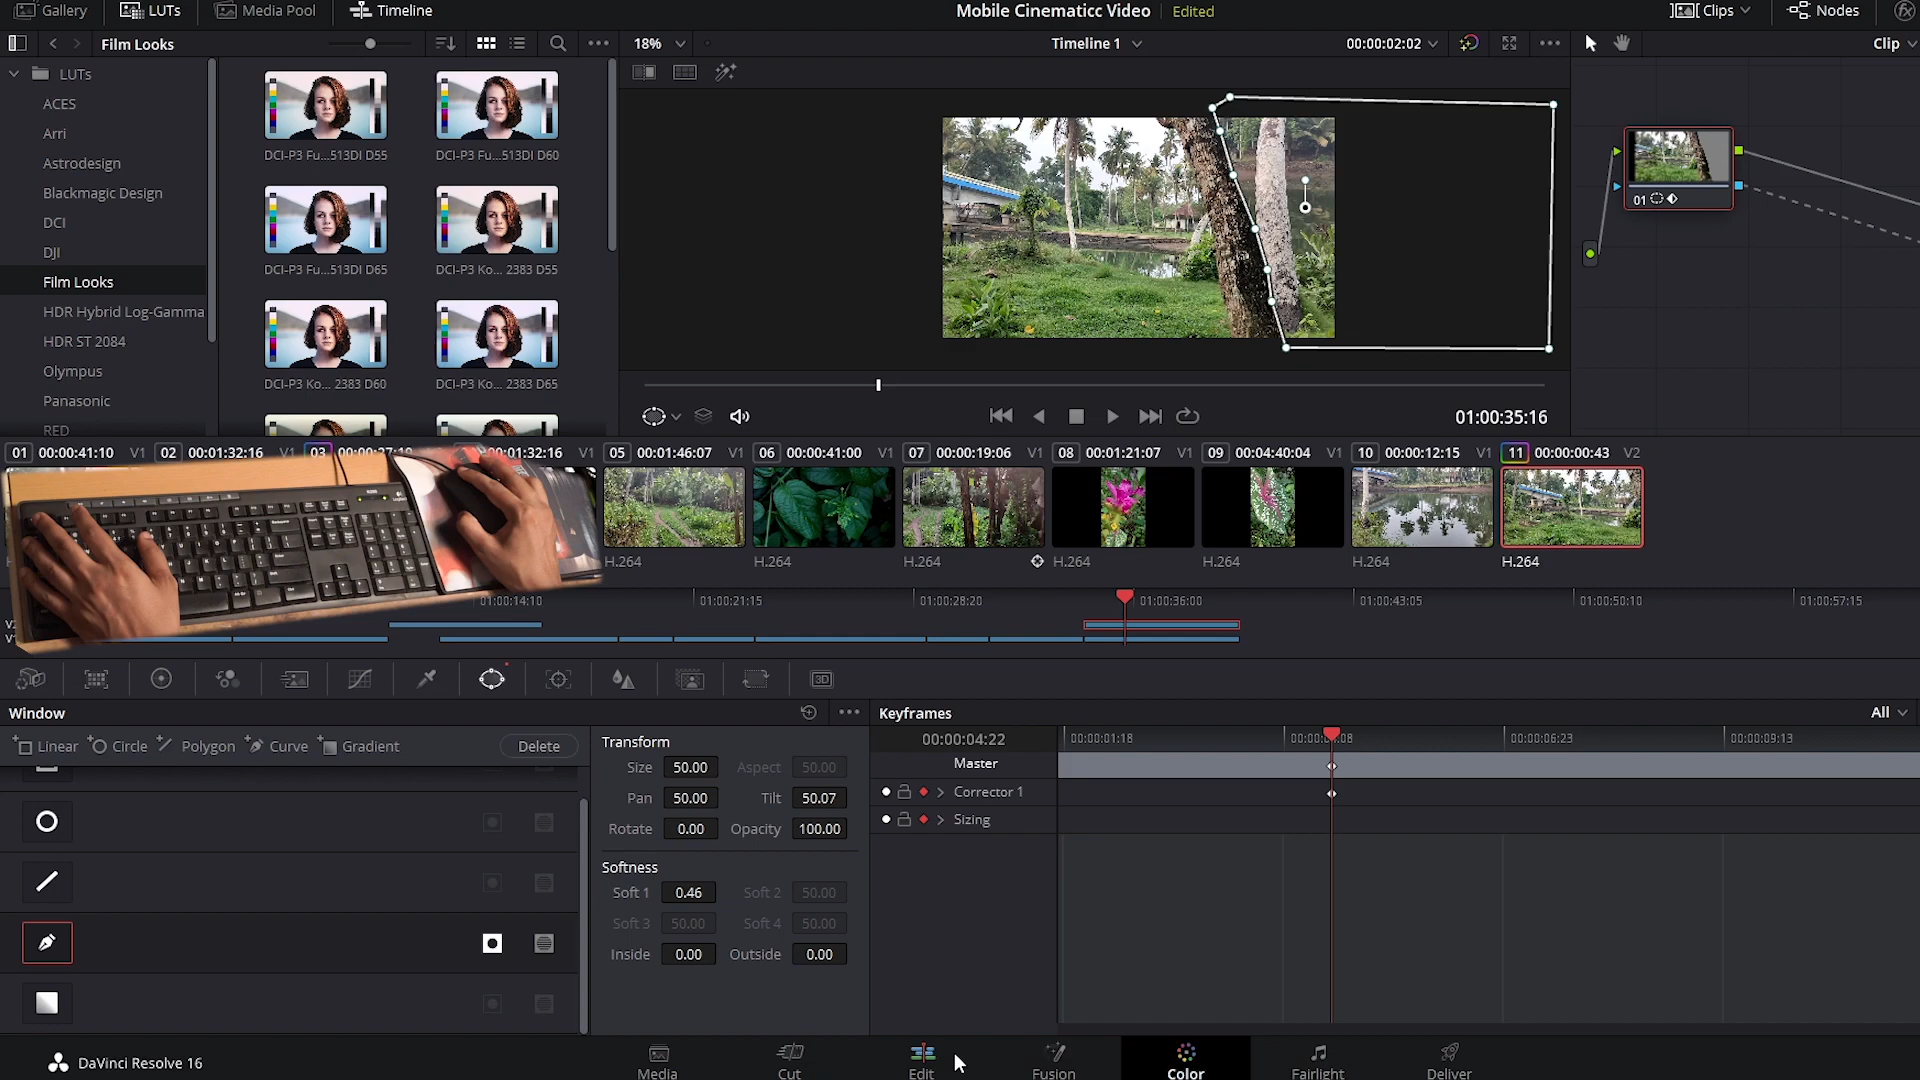 Gallery LUTs Media Pool Timeline Mobile Cinematicc Video Edited Clips Nodes fx
Film Looks 18% Timeline 1 00:00:02:02 Clip
LUTs
ACES
Arri
Astrodesign
Blackmagic Design
DCI
DJI
Film Looks
HDR Hybrid Log-Gamma
HDR ST 2084
Olympus
Panasonic
RED
DCI-P3 Fu...513DI D55 DCI-P3 Fu...513DI D60
DCI-P3 Fu...513DI D65 DCI-P3 Ko... 2383 D55
DCI-P3 Ko... 2383 D60 DCI-P3 Ko... 2383 D65
01
01:00:35:16
01 00:00:41:10 V1 02 00:01:32:16 V1 03 V1 05 00:01:46:07 V1 06 00:00:41:00 V1 07 00:00:19:06 V1 08 00:01:21:07 V1 09 00:04:40:04 V1 10 00:00:12:15 V1 11 00:00:00:43 V2
H.264 H.264 H.264 H.264 H.264 H.264 H.264
01:00:14:10 01:00:21:15 01:00:28:20 01:00:36:00 01:00:43:05 01:00:50:10 01:00:57:15
3D
Window Keyframes All
Linear Circle Polygon Curve Gradient Delete
Transform
Size 50.00 Aspect 50.00
Pan 50.00 Tilt 50.07
Rotate 0.00 Opacity 100.00
Softness
Soft 1 0.46 Soft 2 50.00
Soft 3 50.00 Soft 4 50.00
Inside 0.00 Outside 0.00
00:00:04:22 00:00:01:18 00:00:06:23 00:00:09:13
Master
Corrector 1
Sizing
DaVinci Resolve 16 Media Cut Edit Fusion Color Fairlight Deliver